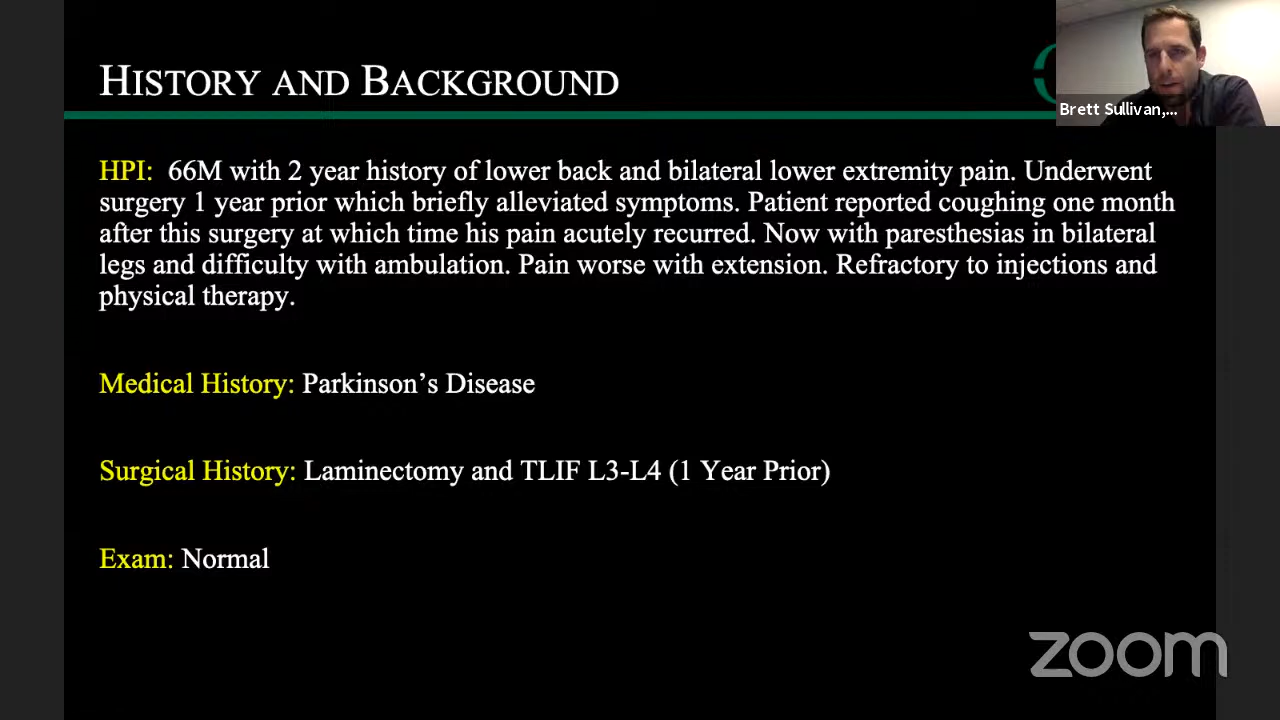 HISTORY AND BACKGROUND
Brett Sullivan,...
HPI: 66M with 2 year history of lower back and bilateral lower extremity pain. Underwent
surgery 1 year prior which briefly alleviated symptoms. Patient reported coughing one month
after this surgery at which time his pain acutely recurred. Now with paresthesias in bilateral
legs and difficulty with ambulation. Pain worse with extension. Refractory to injections and
physical therapy.
Medical History: Parkinson’s Disease
Surgical History: Laminectomy and TLIF L3-L4 (1 Year Prior)
Exam: Normal
zoom